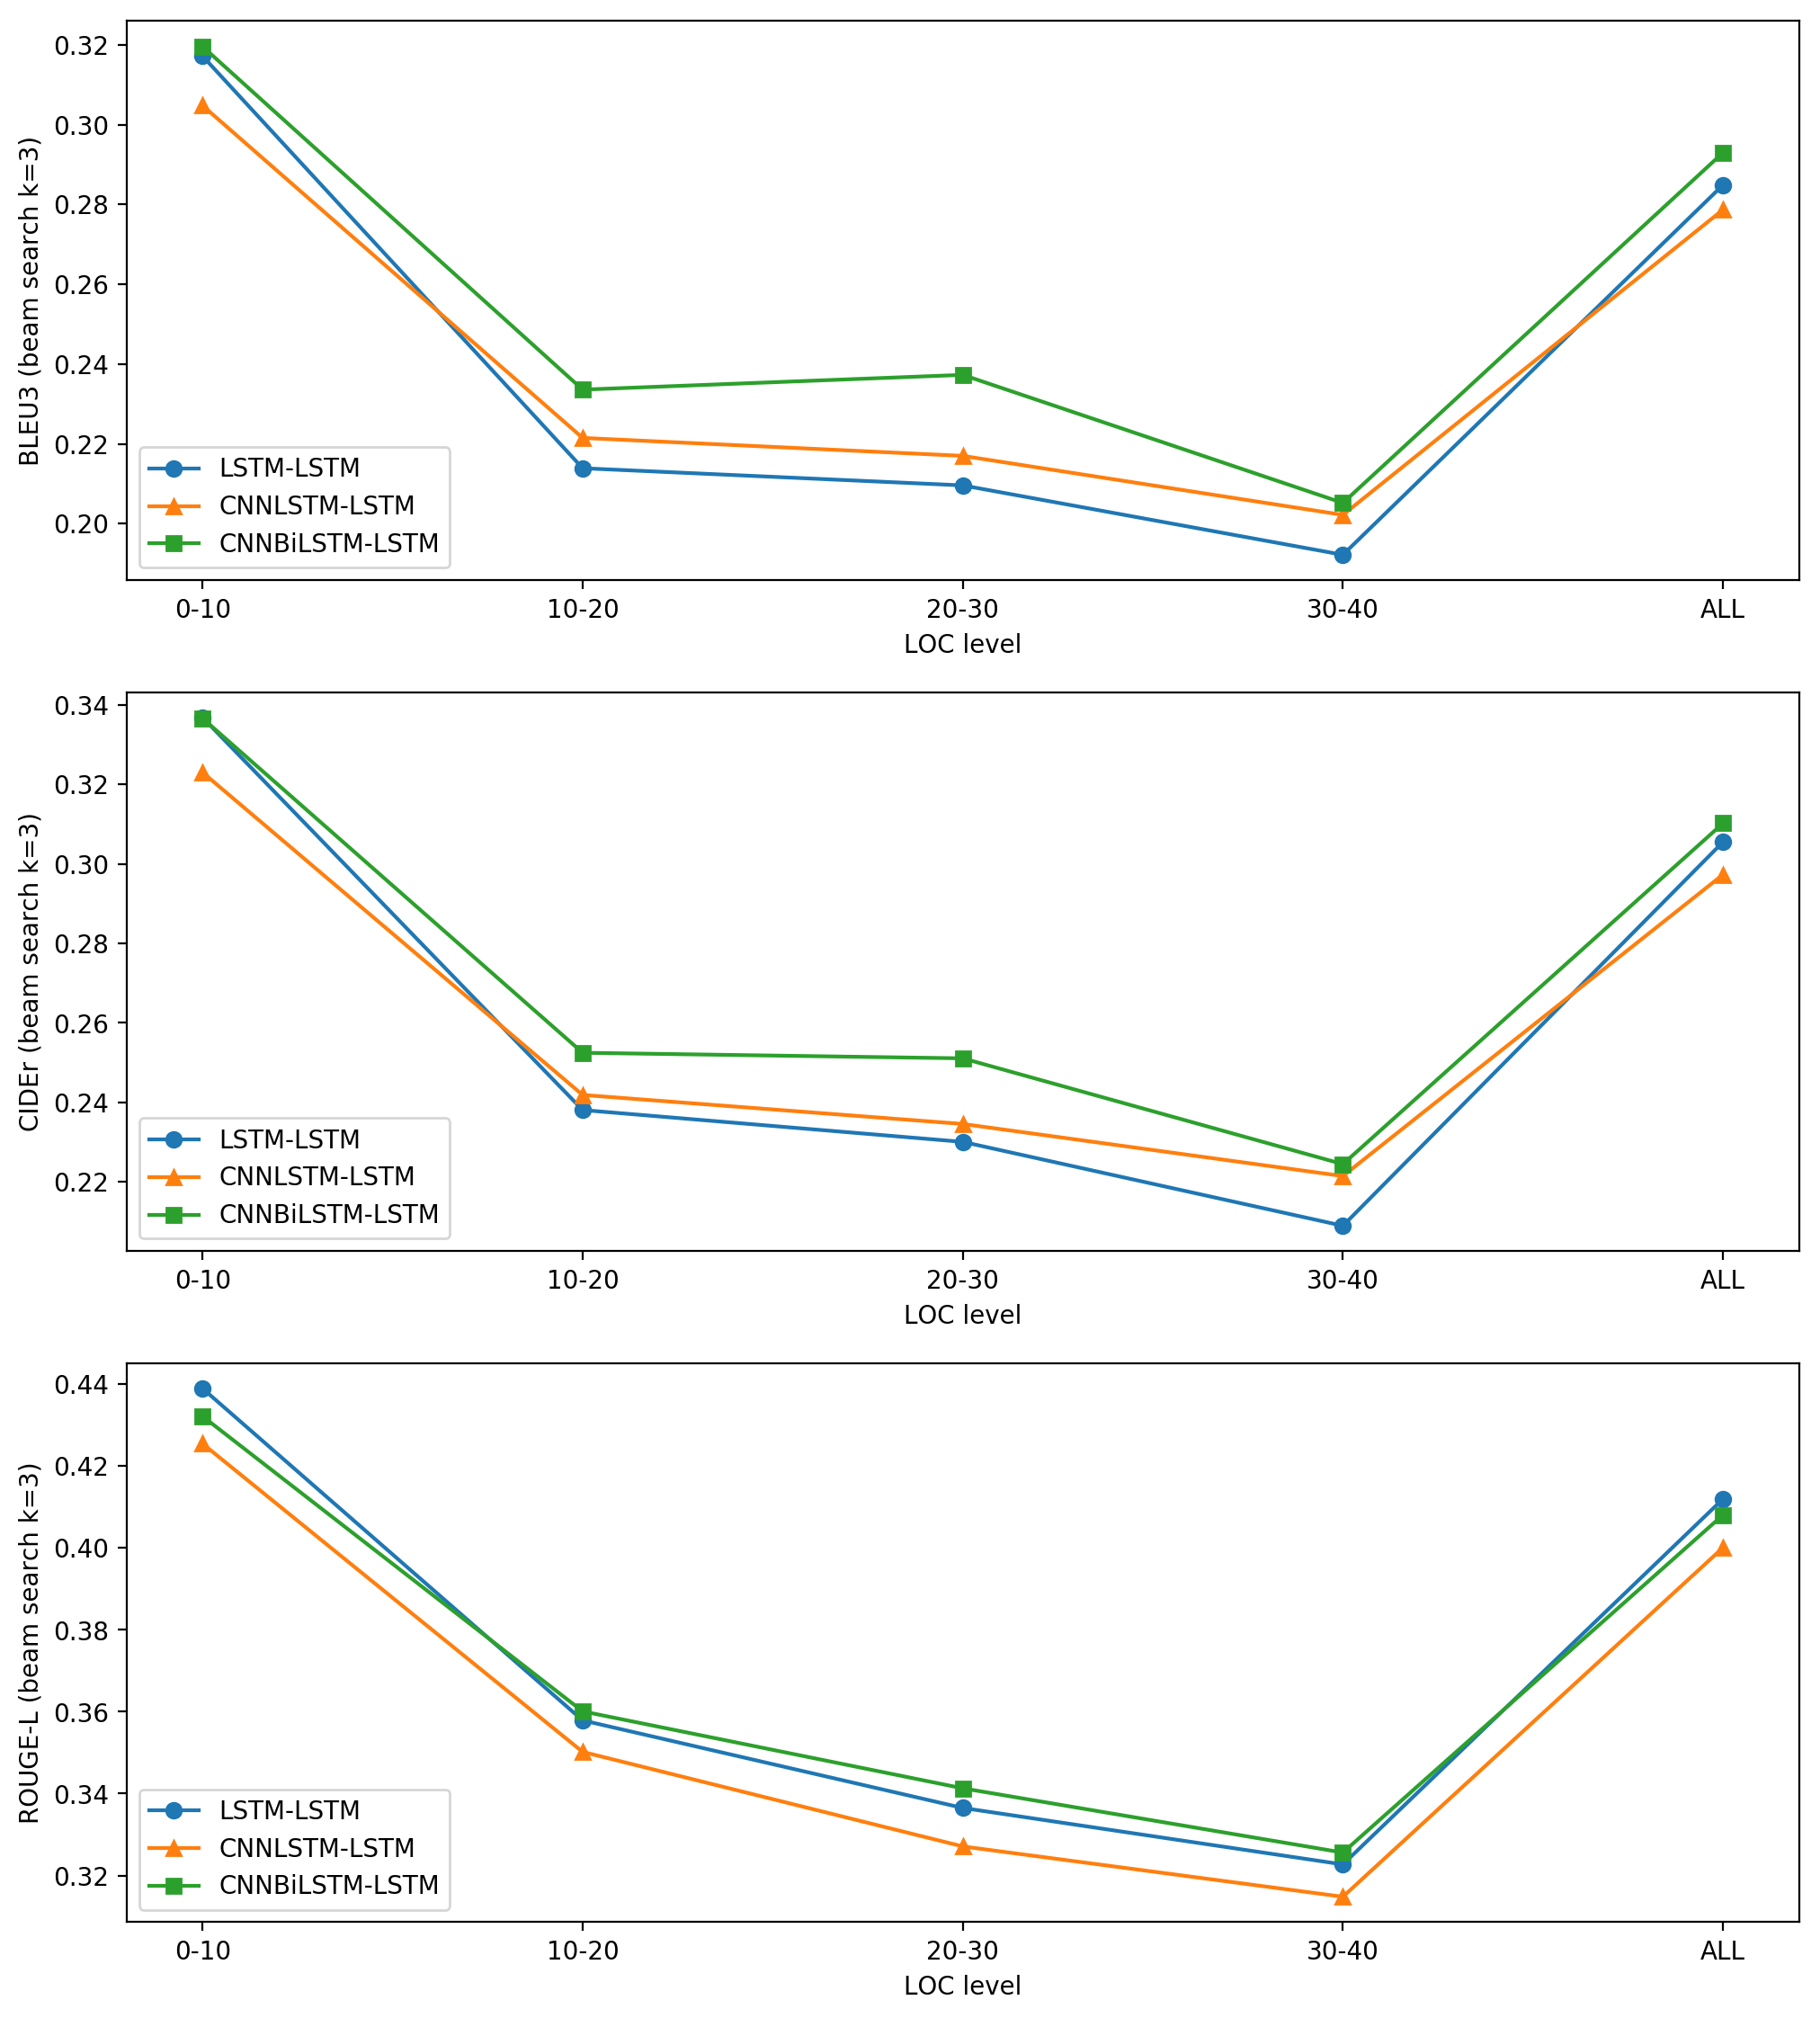 BLEU3 (beam search k=3)
0.32
0.30
0.28
0.26
0.24
0.22
0.20
LSTM-LSTM
CNNLSTM-LSTM
CNNBiLSTM-LSTM
0-10 10-20 20-30 30-40 ALL
LOC level
CIDEr (beam search k=3)
0.34
0.32
0.30
0.28
0.26
0.24
0.22
LSTM-LSTM
CNNLSTM-LSTM
CNNBiLSTM-LSTM
0-10 10-20 20-30 30-40 ALL
LOC level
ROUGE-L (beam search k=3)
0.44
0.42
0.40
0.38
0.36
0.34
0.32
LSTM-LSTM
CNNLSTM-LSTM
CNNBiLSTM-LSTM
0-10 10-20 20-30 30-40 ALL
LOC level